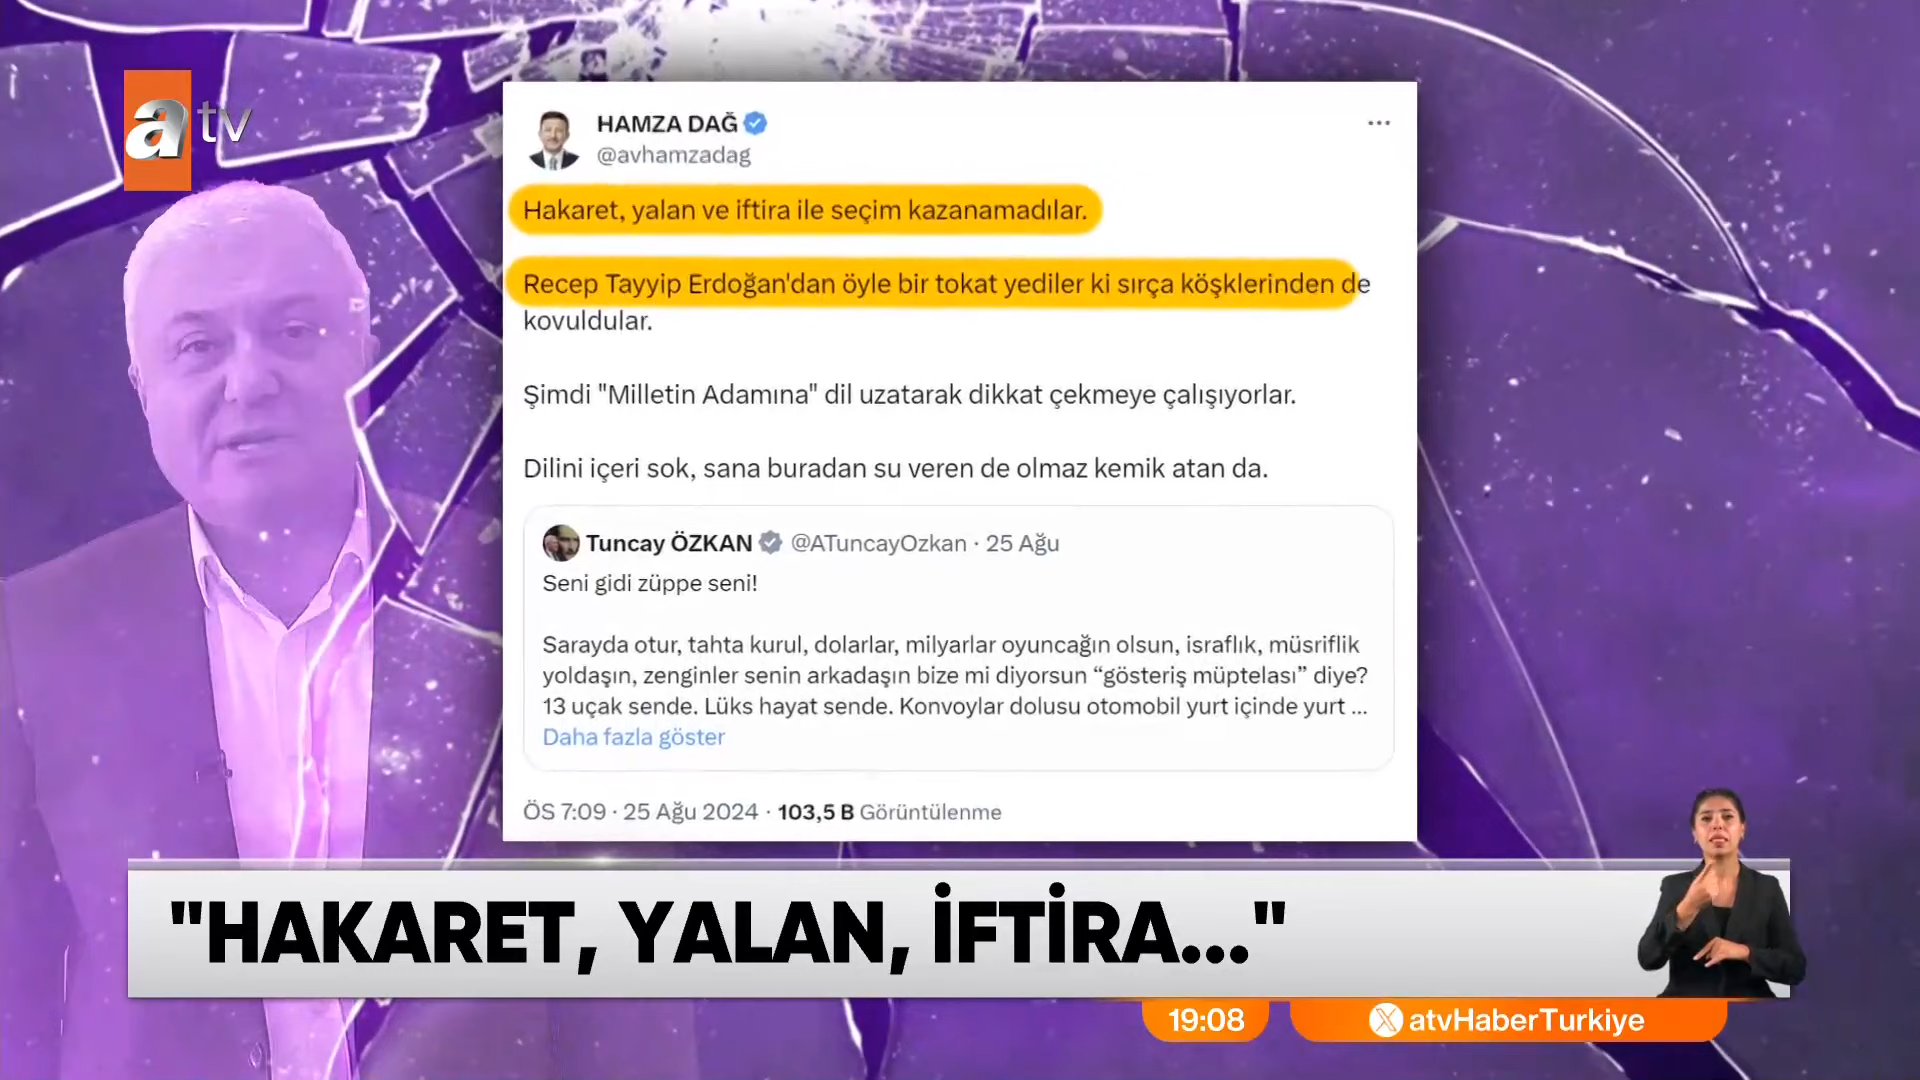 a tv
HAMZA DAĞ
@avhamzadag
Hakaret, yalan ve iftira ile seçim kazanamadılar.
Recep Tayyip Erdoğan'dan öyle bir tokat yediler ki sırça köşklerinden de
kovuldular.
Şimdi "Milletin Adamına" dil uzatarak dikkat çekmeye çalışıyorlar.
Dilini içeri sok, sana buradan su veren de olmaz kemik atan da.
Tuncay ÖZKAN @ATuncayOzkan · 25 Ağu
Seni gidi züppe seni!
Sarayda otur, tahta kurul, dolarlar, milyarlar oyuncağın olsun, israflık, müsriflik
yoldaşın, zenginler senin arkadaşın bize mi diyorsun “gösteriş müptelası” diye?
13 uçak sende. Lüks hayat sende. Konvoylar dolusu otomobil yurt içinde yurt ...
Daha fazla göster
ÖS 7:09 · 25 Ağu 2024 · 103,5 B Görüntülenme
"HAKARET, YALAN, İFTİRA..."
19:08
X atvHaberTurkiye